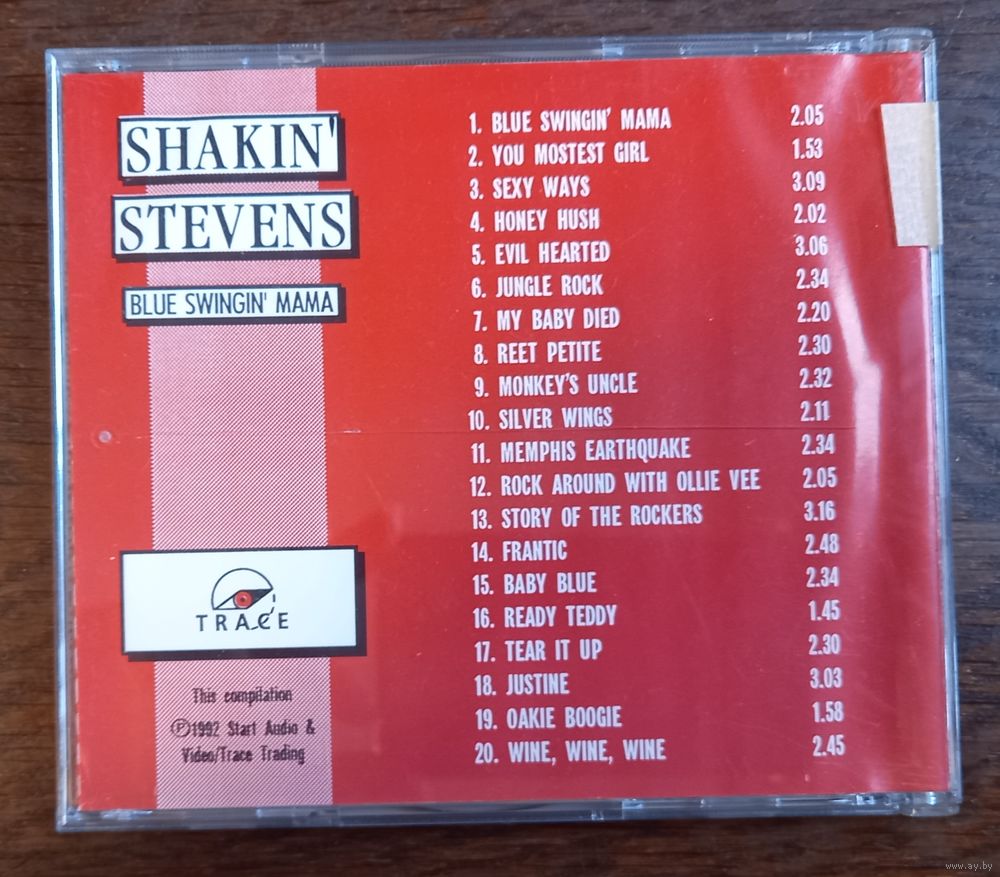 SHAKIN'
STEVENS
BLUE SWINGIN' MAMA
1. BLUE SWINGIN' MAMA 2.05
2. YOU MOSTEST GIRL 1.53
3. SEXY WAYS 3.09
4. HONEY HUSH 2.02
5. EVIL HEARTED 3.06
6. JUNGLE ROCK 2.34
7. MY BABY DIED 2.20
8. REET PETITE 2.30
9. MONKEY'S UNCLE 2.32
10. SILVER WINGS 2.11
11. MEMPHIS EARTHQUAKE 2.34
12. ROCK AROUND WITH OLLIE VEE 2.05
13. STORY OF THE ROCKERS 3.16
14. FRANTIC 2.48
15. BABY BLUE 2.34
16. READY TEDDY 1.45
17. TEAR IT UP 2.30
18. JUSTINE 3.03
19. OAKIE BOOGIE 1.58
20. WINE, WINE, WINE 2.45
TRACE
This compilation
Ⓟ1992 Start Audio &
Video/Trace Trading
www.ay.by